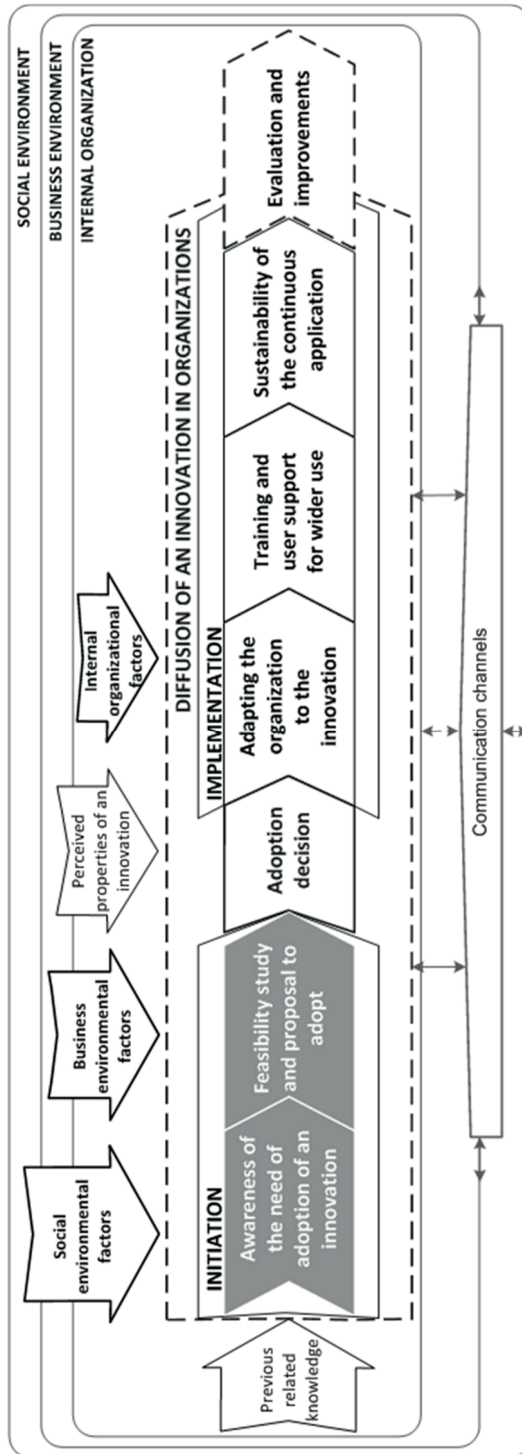 SOCIAL ENVIRONMENT
BUSINESS ENVIRONMENT
INTERNAL ORGANIZATION
Social
environmental
factors
Business
environmental
factors
Perceived
properties of an
innovation
Internal
organizational
factors
DIFFUSION OF AN INNOVATION IN ORGANIZATIONS
Previous
related
knowledge
INITIATION
Awareness of
the need of
adoption of an
innovation
Feasibility study
and proposal to
adopt
Adoption
decision
IMPLEMENTATION
Adapting the
organization
to the
innovation
Training and
user support
for wider use
Sustainability of
the continuous
application
Evaluation and
improvements
Communication channels